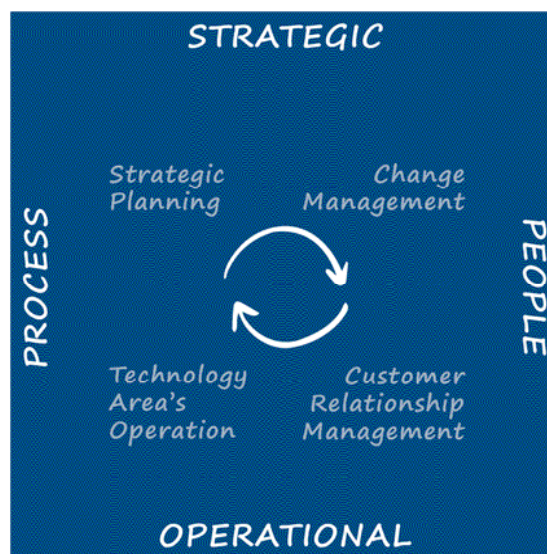 STRATEGIC
Strategic
Planning
Change
Management
PROCESS
PEOPLE
Technology
Area's
Operation
Customer
Relationship
Management
OPERATIONAL